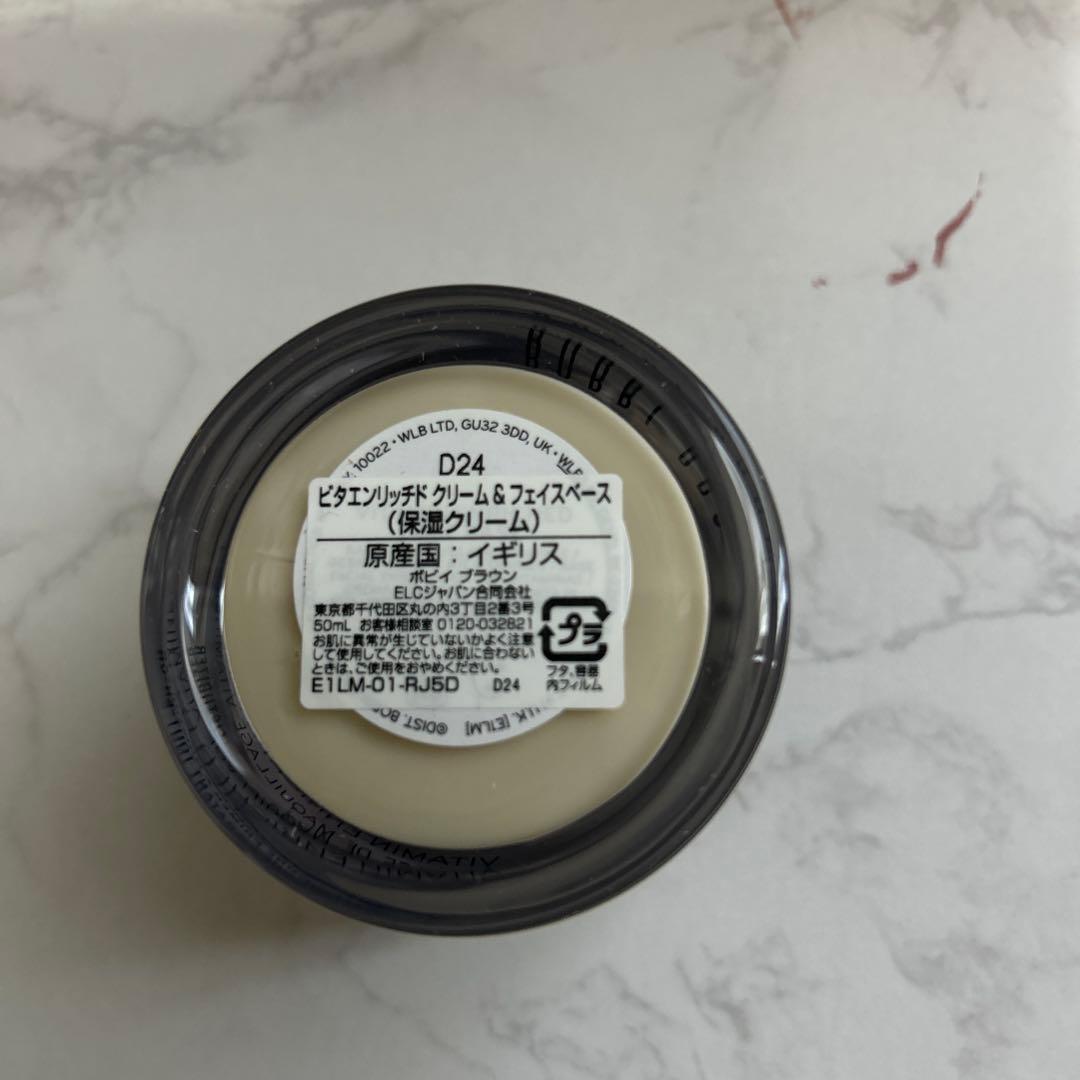 10022 • WLB LTD, GU32 3DD, UK • WLB
D24
ビタエンリッチド クリーム & フェイスベース
(保湿クリーム)
原産国 : イギリス
ボビイ ブラウン
ELCジャパン合同会社
東京都千代田区丸の内3丁目2番3号
50mL お客様相談室 0120-032821
お肌に異常が生じていないかよく注意
して使用してください。お肌に合わない
ときは、ご使用をおやめください。
E1LM-01-RJ5D D24
プラ
フタ、容器
内フィルム
©DIST. BOB
U.K. [E1LM]